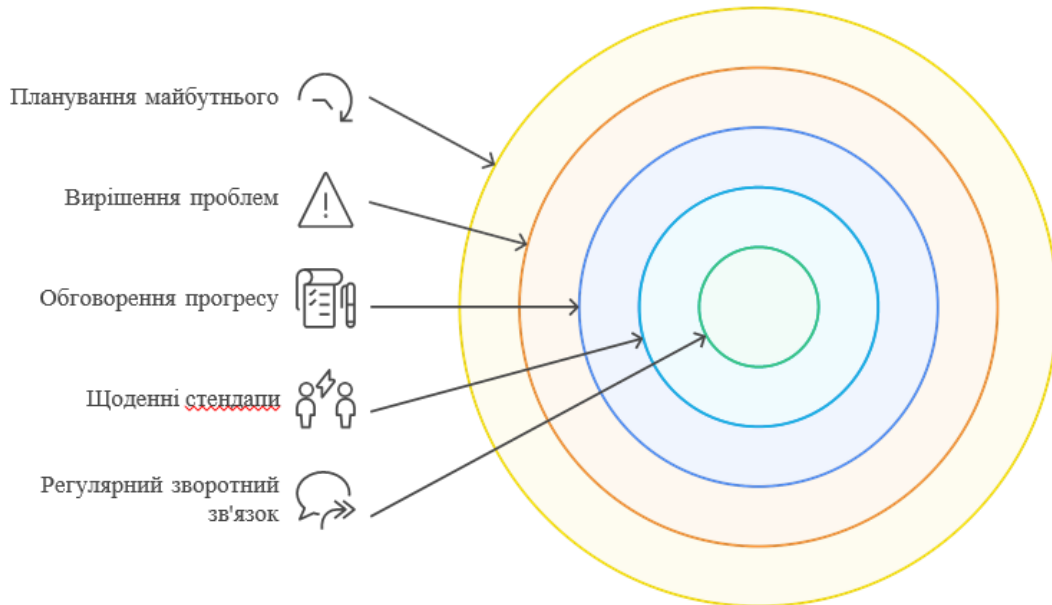 Планування майбутнього
Вирішення проблем
Обговорення прогресу
Щоденні стендапи
Регулярний зворотний
зв'язок